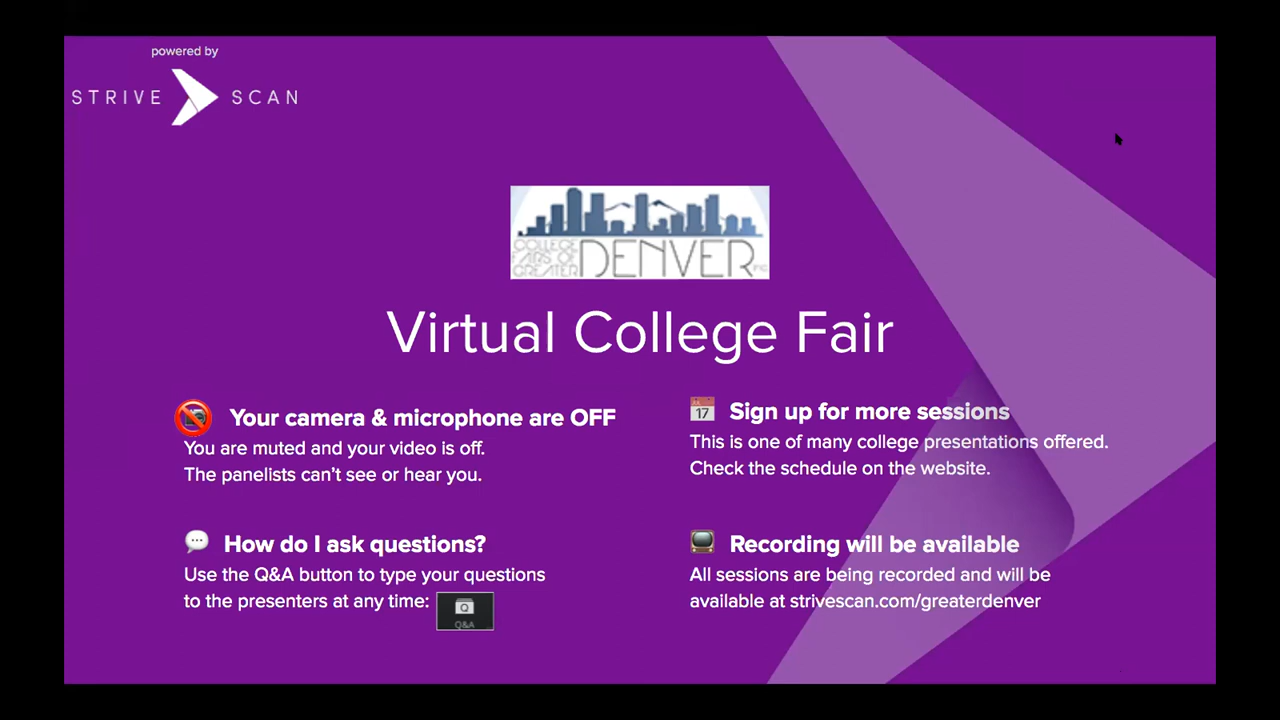 powered by
STRIVE SCAN
COLLEGE
FAIRS OF
GREATER DENVER INC
Virtual College Fair
Your camera & microphone are OFF
You are muted and your video is off.
The panelists can't see or hear you.
How do I ask questions?
Use the Q&A button to type your questions
to the presenters at any time:
Q
Q&A
17
Sign up for more sessions
This is one of many college presentations offered.
Check the schedule on the website.
Recording will be available
All sessions are being recorded and will be
available at strivescan.com/greaterdenver